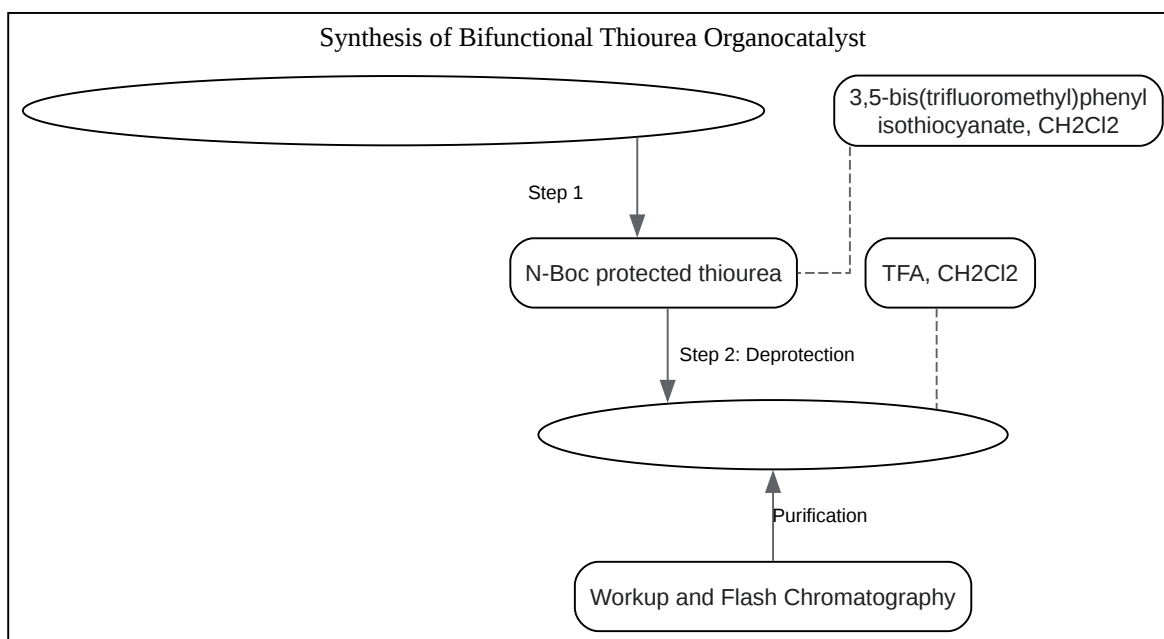 Synthesis of Bifunctional Thiourea Organocatalyst
3,5-bis(trifluoromethyl)phenyl
isothiocyanate, CH2Cl2
Step 1
N-Boc protected thiourea
TFA, CH2Cl2
Step 2: Deprotection
Purification
Workup and Flash Chromatography